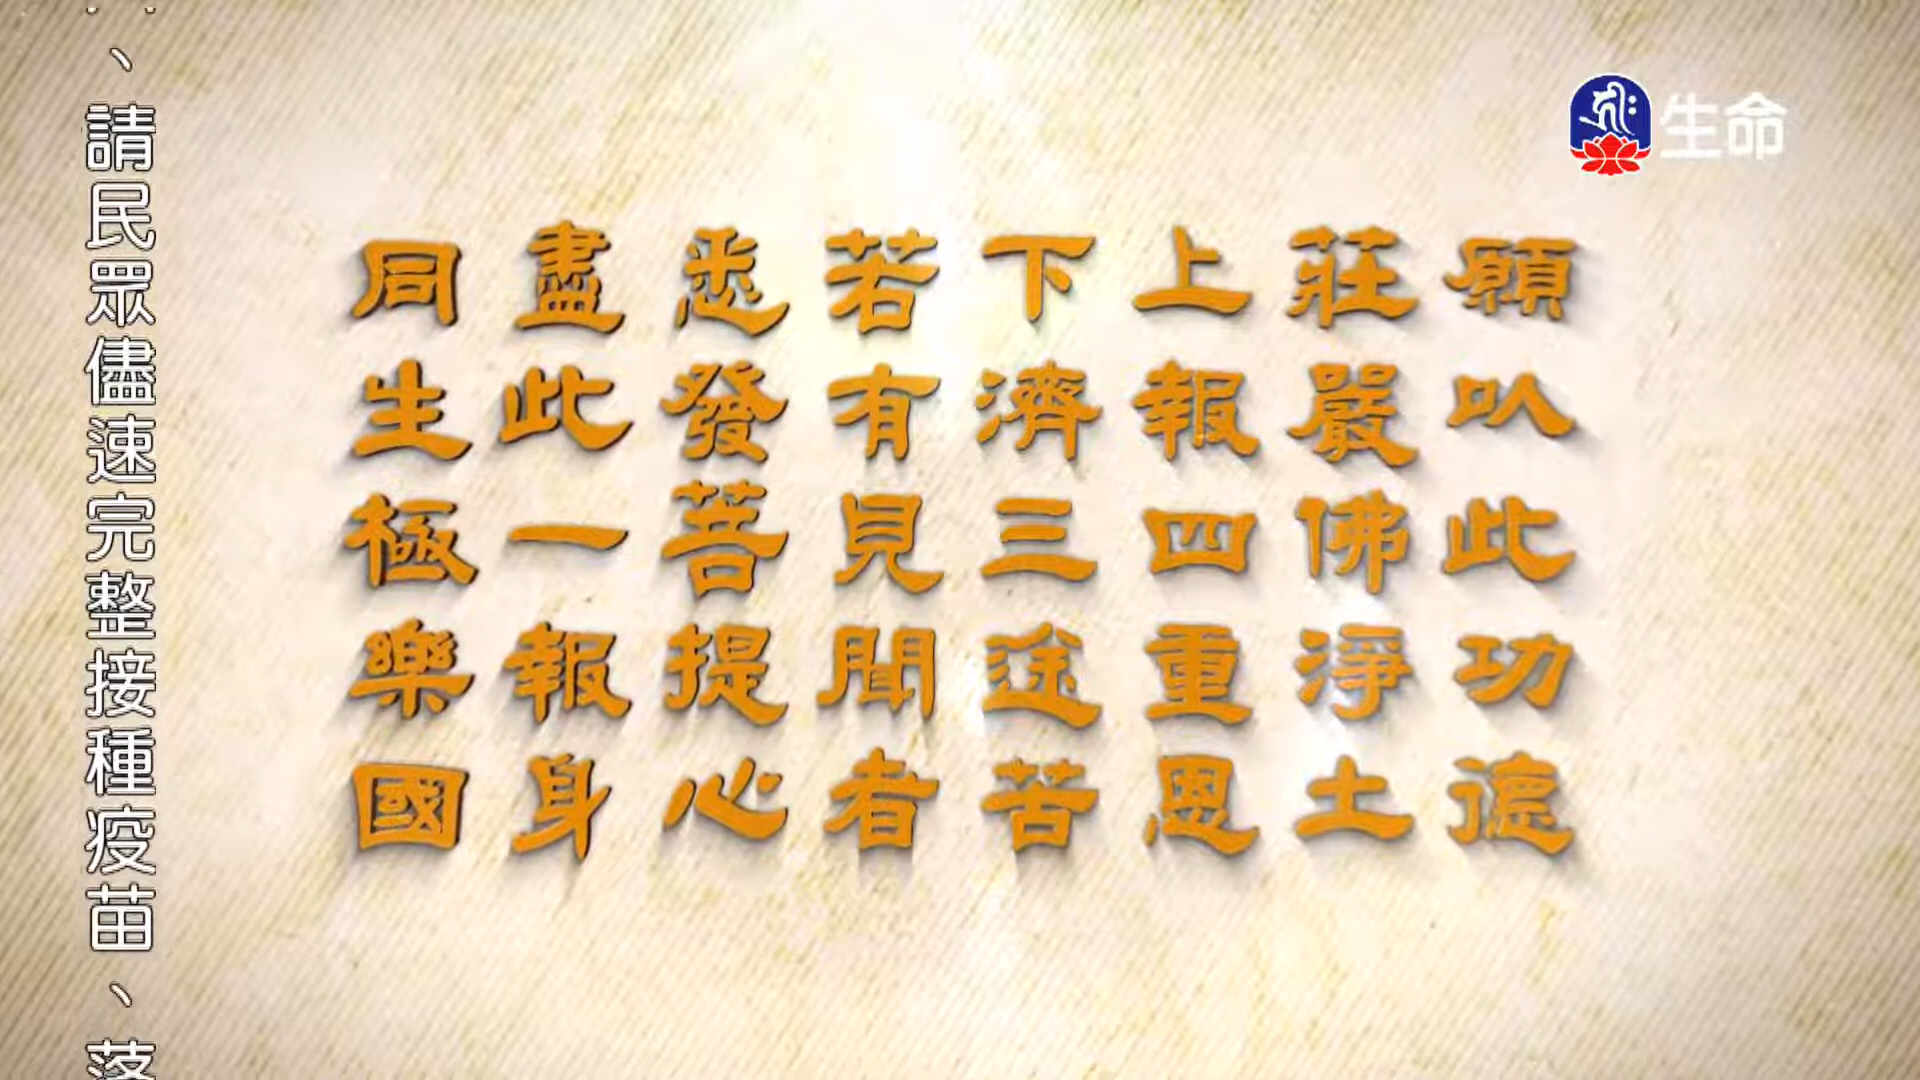 願以此功德
莊嚴佛淨土
上報四重恩
下濟三途苦
若有見聞者
悉發菩提心
盡此一報身
同生極樂國
生命
、請民眾儘速完整接種疫苗、落